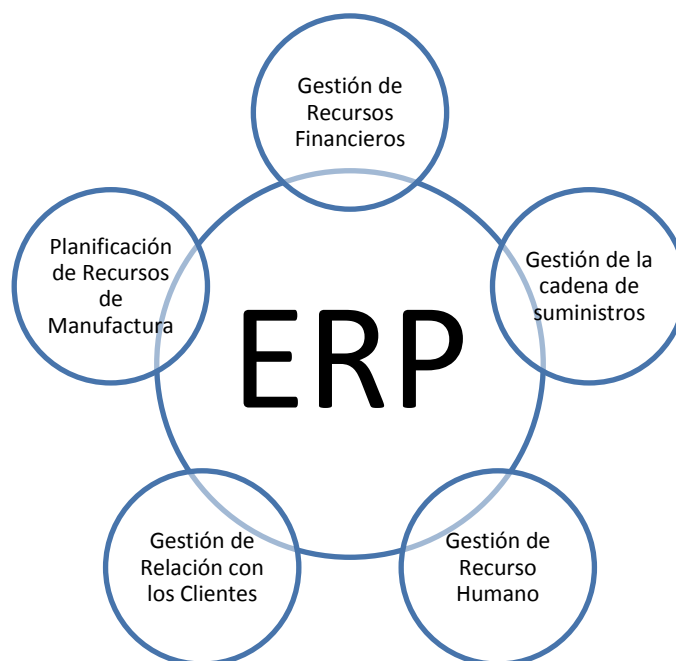 Gestión de
Recursos
Financieros
Planificación
de Recursos
de
Manufactura
Gestión de la
cadena de
suministros
ERP
Gestión de
Relación con
los Clientes
Gestión de
Recurso
Humano